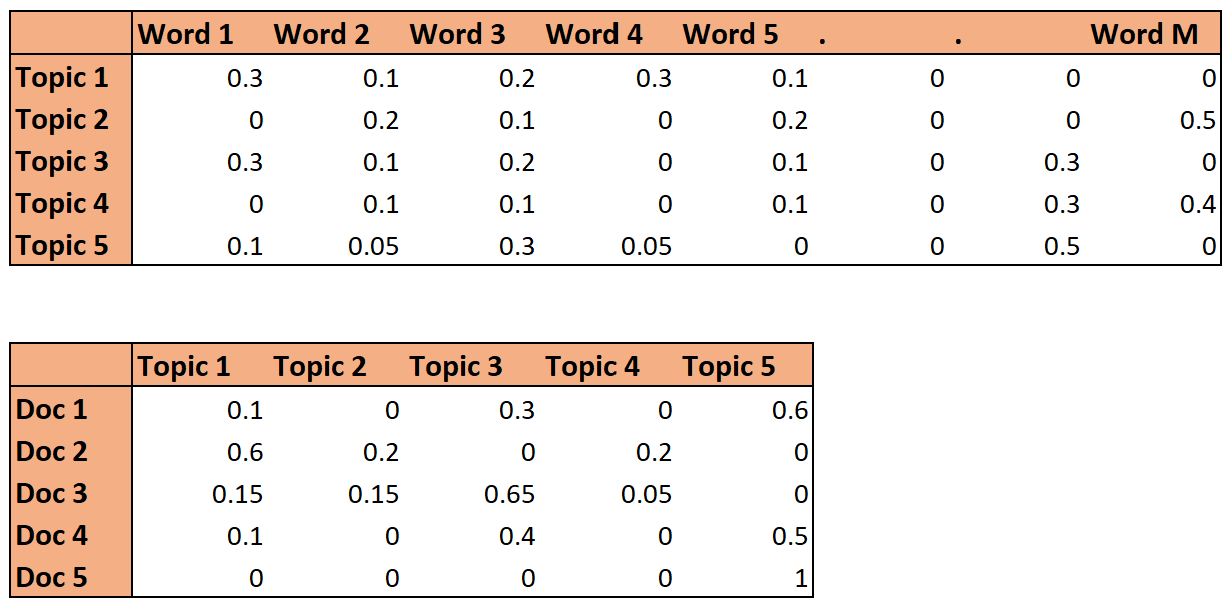 Word 1 Word 2 Word 3 Word 4 Word 5 . . Word M
Topic 1 0.3 0.1 0.2 0.3 0.1 0 0 0
Topic 2 0 0.2 0.1 0 0.2 0 0 0.5
Topic 3 0.3 0.1 0.2 0 0.1 0 0.3 0
Topic 4 0 0.1 0.1 0 0.1 0 0.3 0.4
Topic 5 0.1 0.05 0.3 0.05 0 0 0.5 0
Topic 1 Topic 2 Topic 3 Topic 4 Topic 5
Doc 1 0.1 0 0.3 0 0.6
Doc 2 0.6 0.2 0 0.2 0
Doc 3 0.15 0.15 0.65 0.05 0
Doc 4 0.1 0 0.4 0 0.5
Doc 5 0 0 0 0 1